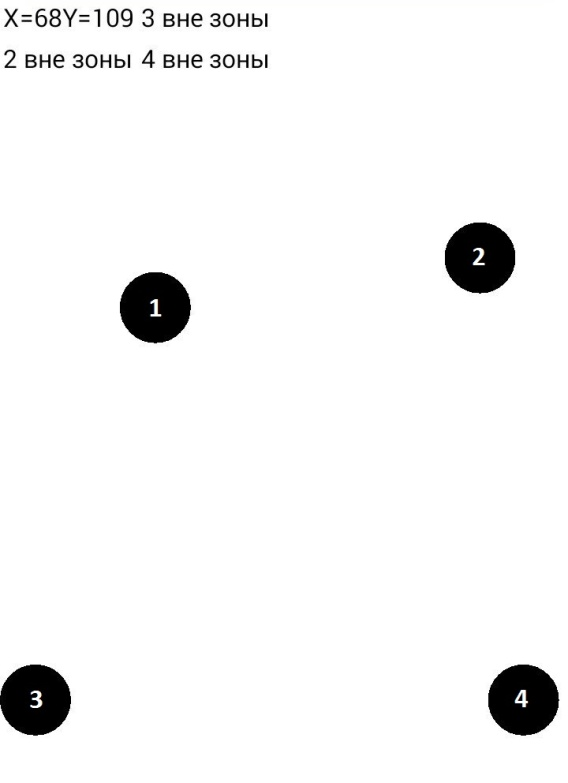 X=68Y=109 3 вне зоны
2 вне зоны 4 вне зоны
2
1
3
4